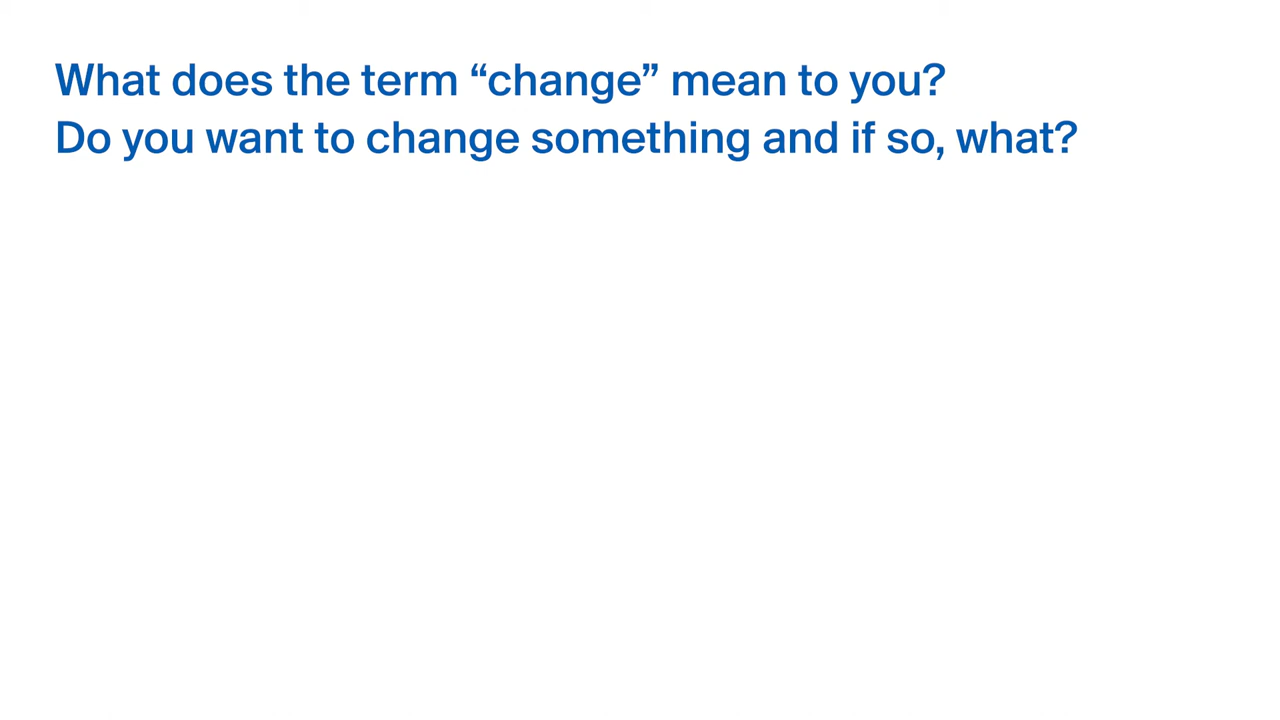 What does the term “change” mean to you?
Do you want to change something and if so, what?